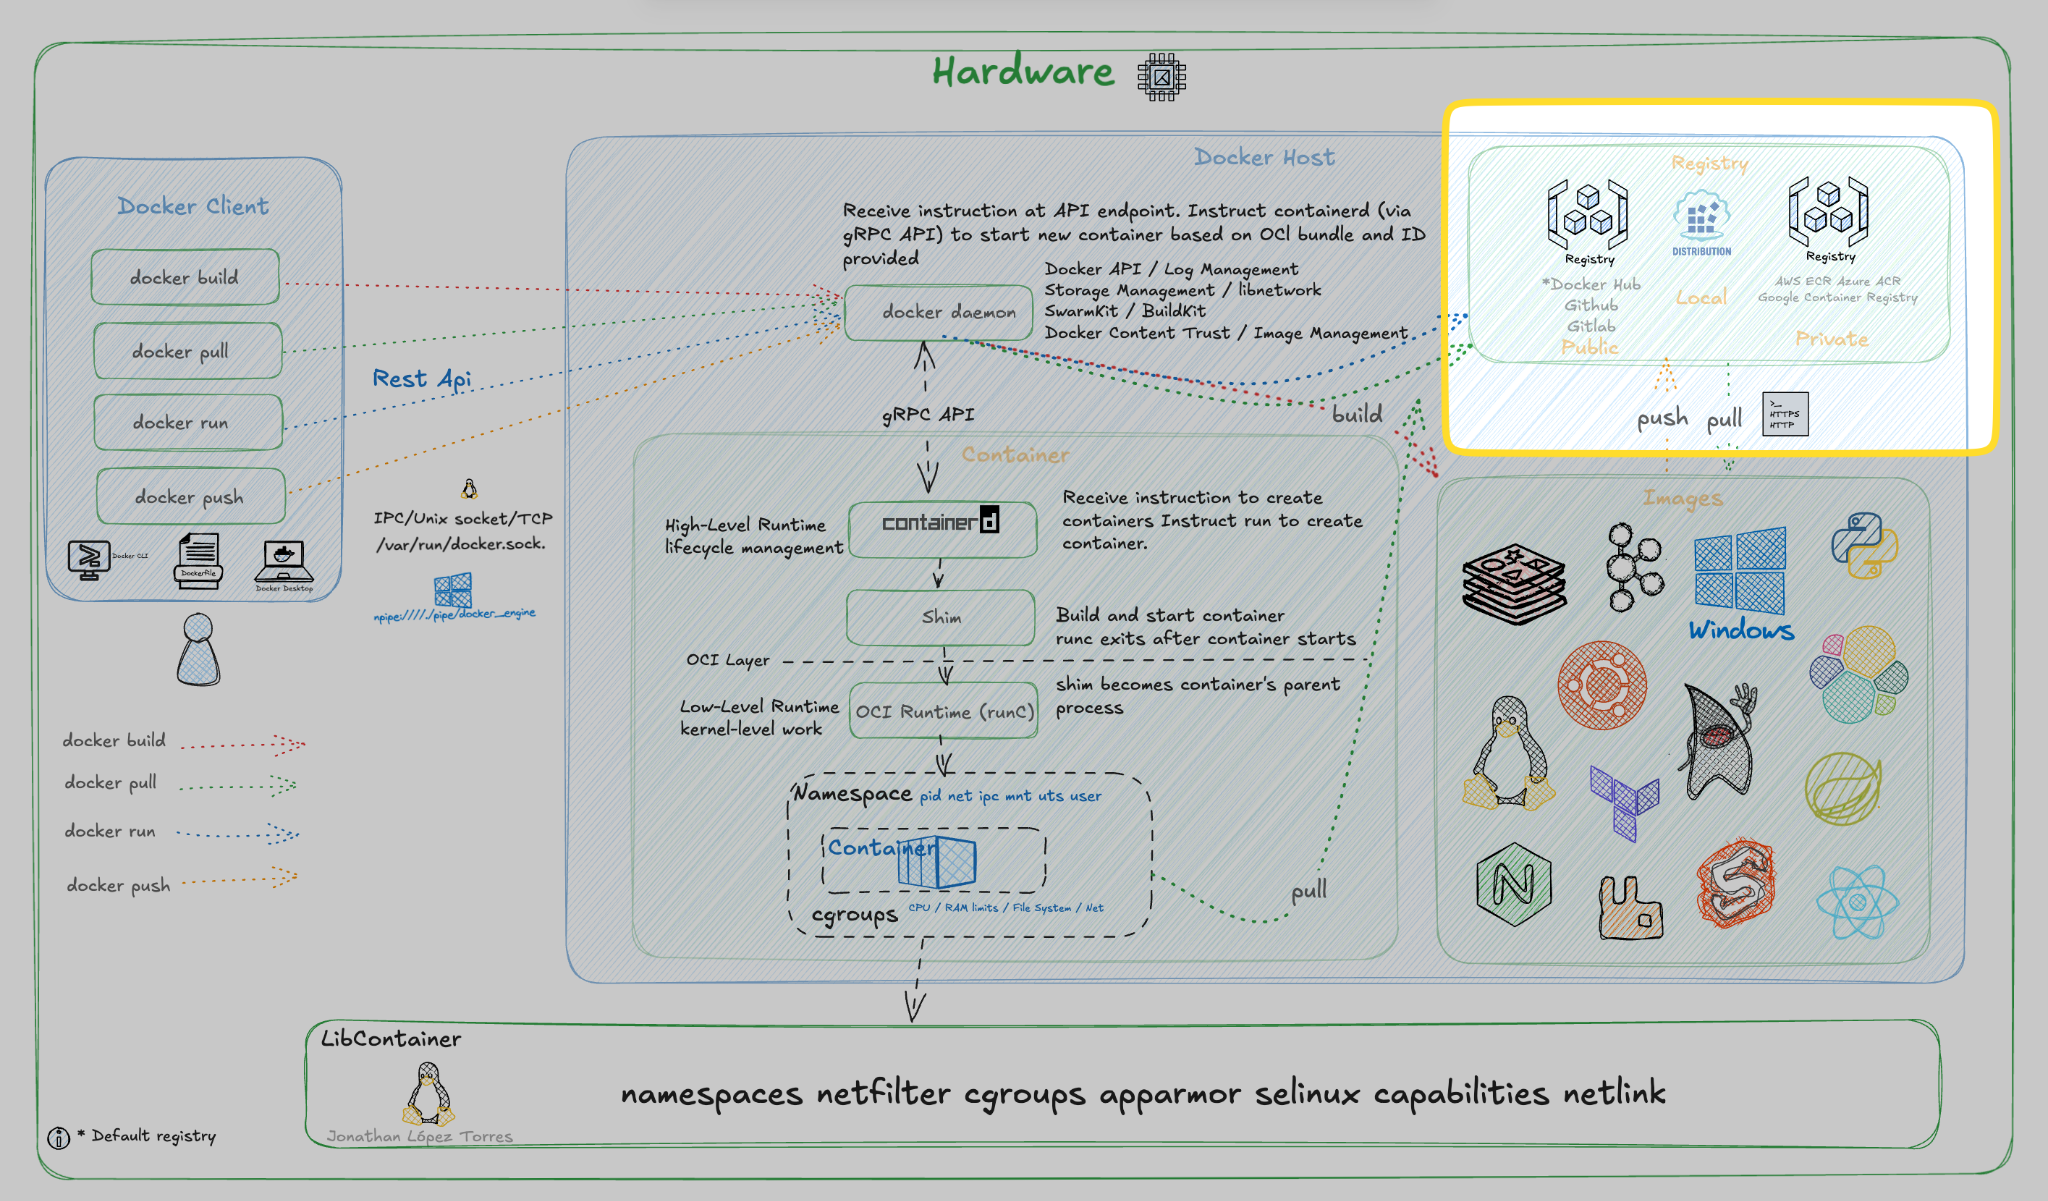 Hardware
Docker Client
docker build
docker pull
docker run
docker push
Docker CLI
Dockerfile
Docker Desktop
Rest Api
IPC/Unix socket/TCP
/var/run/docker.sock.
npipe:////./pipe/docker_engine
docker build
docker pull
docker run
docker push
Docker Host
Receive instruction at API endpoint. Instruct containerd (via
gRPC API) to start new container based on OCI bundle and ID
provided
docker daemon
Docker API / Log Management
Storage Management / libnetwork
SwarmKit / BuildKit
Docker Content Trust / Image Management
gRPC API
build
Container
High-Level Runtime
lifecycle management
containerd
Receive instruction to create
containers Instruct run to create
container.
Shim
Build and start container
runc exits after container starts
OCI Layer
Low-Level Runtime
kernel-level work
OCI Runtime (runC)
shim becomes container's parent
process
Namespace pid net ipc mnt uts user
Container
cgroups CPU / RAM limits / File System / Net
pull
Registry
Registry
DISTRIBUTION
Registry
*Docker Hub
Github
Gitlab
Public
Local
AWS ECR Azure ACR
Google Container Registry
Private
push
pull
>_
HTTPS
HTTP
Images
Windows
LibContainer
namespaces netfilter cgroups apparmor selinux capabilities netlink
Jonathan López Torres
* Default registry